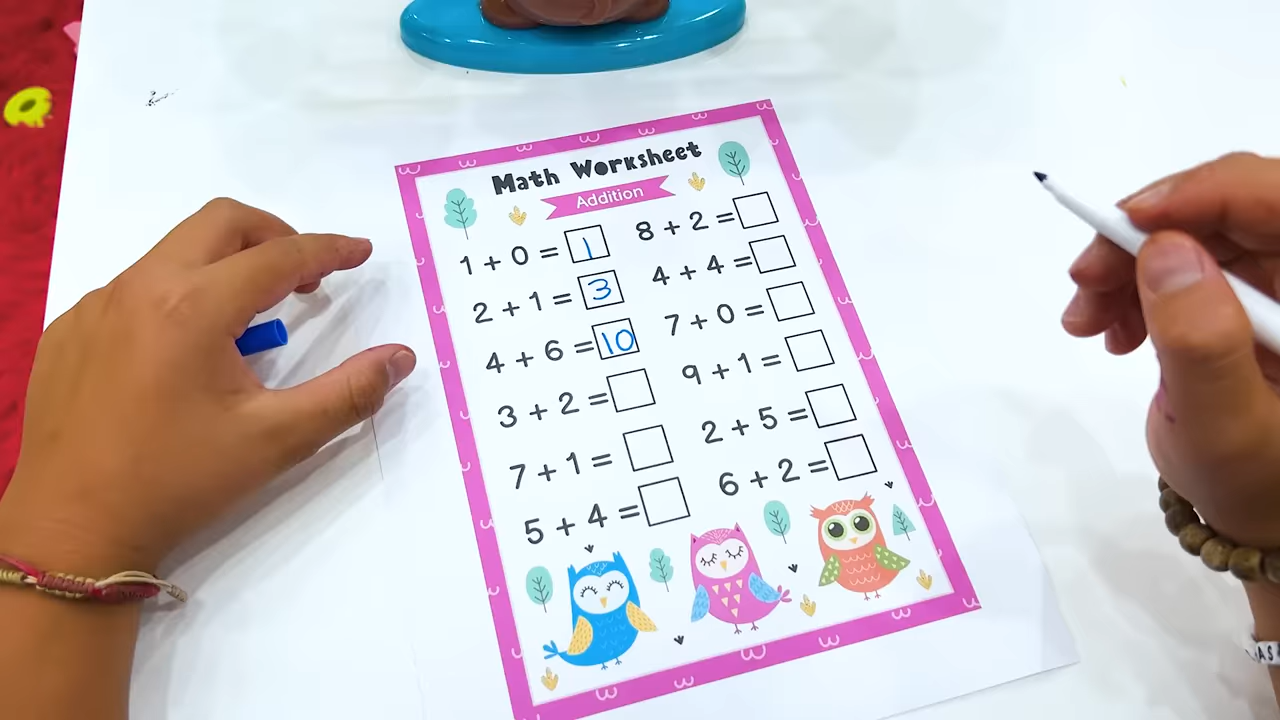 Math Worksheet
Addition
1 + 0 = 1
2 + 1 = 3
4 + 6 = 10
3 + 2 =
7 + 1 =
5 + 4 =
8 + 2 =
4 + 4 =
7 + 0 =
9 + 1 =
2 + 5 =
6 + 2 =